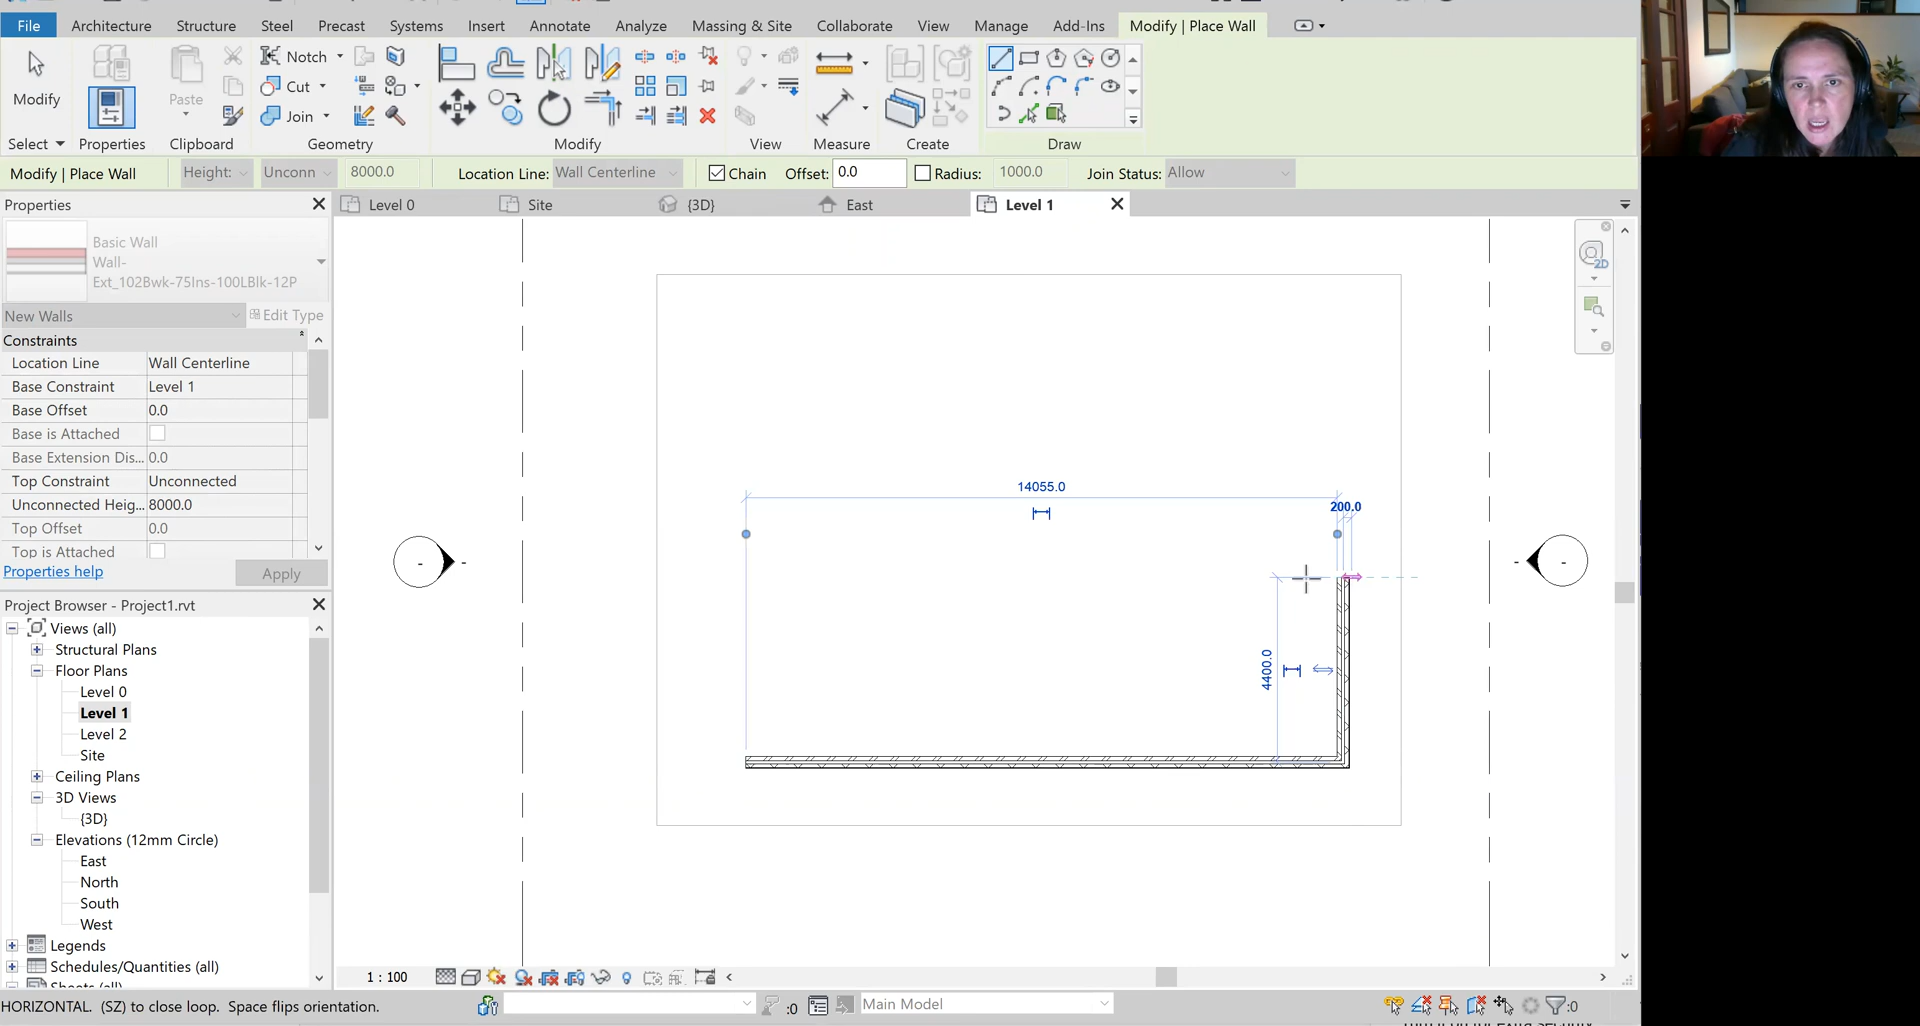 File Architecture Structure Steel Precast Systems Insert Annotate Analyze Massing & Site Collaborate View Manage Add-Ins Modify | Place Wall
Modify
Paste
Notch
Cut
Join
Select Properties Clipboard Geometry Modify View Measure Create Draw
Modify | Place Wall Height: Unconn 8000.0 Location Line: Wall Centerline Chain Offset: 0.0 Radius: 1000.0 Join Status: Allow
Properties
Level 0 Site {3D} East Level 1
Basic Wall
Wall-
Ext_102Bwk-75Ins-100LBlk-12P
New Walls Edit Type
Constraints
Location Line Wall Centerline
Base Constraint Level 1
Base Offset 0.0
Base is Attached
Base Extension Dis... 0.0
Top Constraint Unconnected
Unconnected Heig... 8000.0
Top Offset 0.0
Top is Attached
Properties help Apply
2D
14055.0
200.0
4400.0
Project Browser - Project1.rvt
Views (all)
Structural Plans
Floor Plans
Level 0
Level 1
Level 2
Site
Ceiling Plans
3D Views
{3D}
Elevations (12mm Circle)
East
North
South
West
Legends
Schedules/Quantities (all)
Sheets (all)
1 : 100
HORIZONTAL. (SZ) to close loop. Space flips orientation. :0 Main Model :0